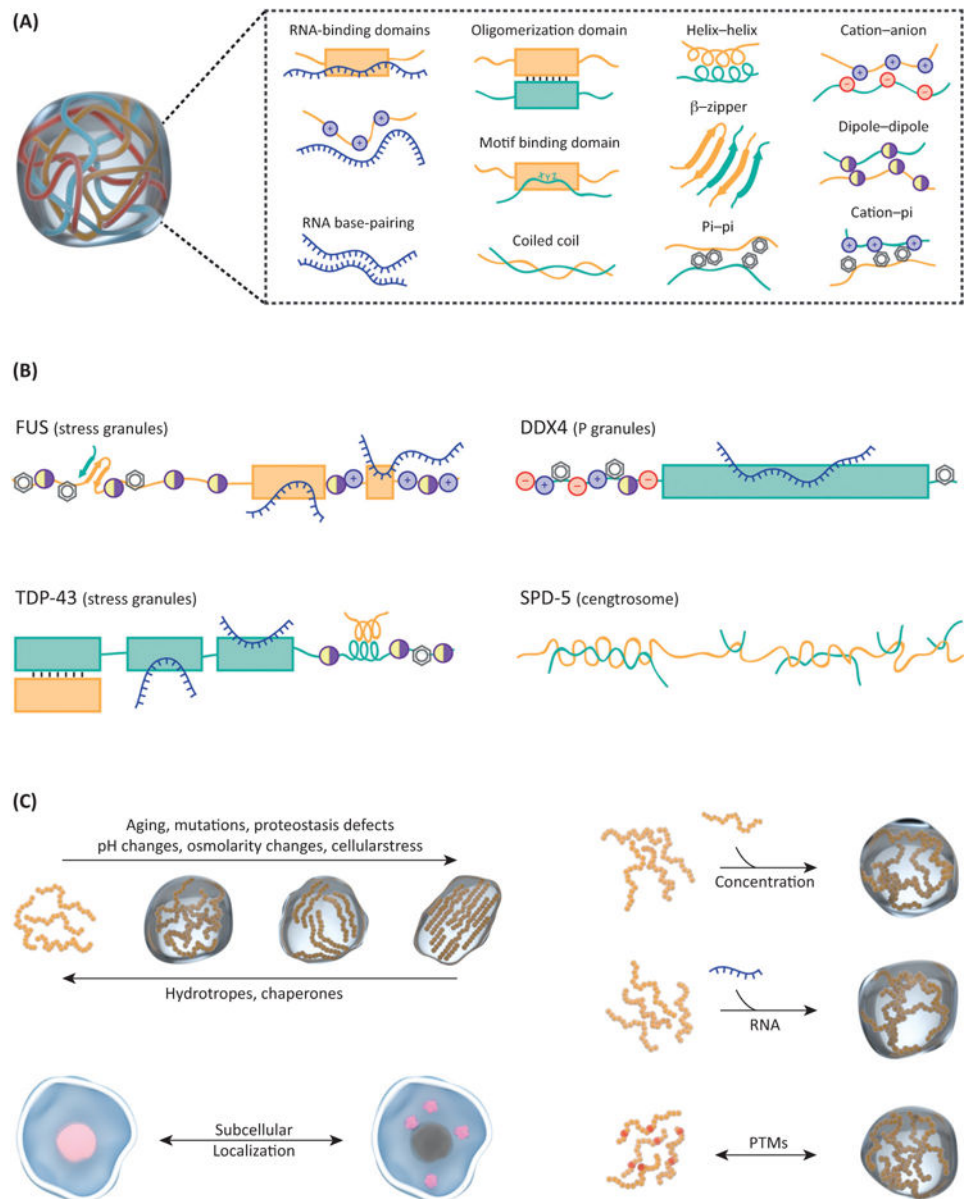 (A)
RNA-binding domains
Oligomerization domain
Helix–helix
Cation–anion
+ + +
− − −
β–zipper
Motif binding domain
Dipole–dipole
X Y Z
+ + +
RNA base-pairing
Coiled coil
Pi–pi
Cation–pi
+ + +
(B)
FUS (stress granules)
DDX4 (P granules)
+ + +
− + − + −
TDP-43 (stress granules)
SPD-5 (cengtrosome)
(C)
Aging, mutations, proteostasis defects
pH changes, osmolarity changes, cellularstress
Hydrotropes, chaperones
Concentration
RNA
Subcellular
Localization
PTMs